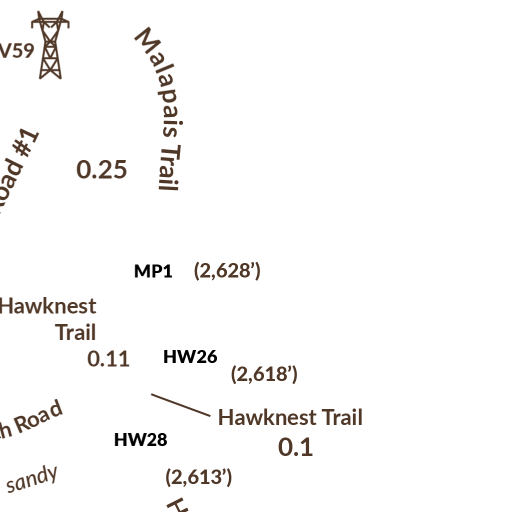 V59
Malapais Trail
#1
0.25
MP1 (2,628’)
Hawknest
Trail
0.11
HW26
(2,618’)
Hawknest Trail
0.1
Road
HW28
sandy
(2,613’)